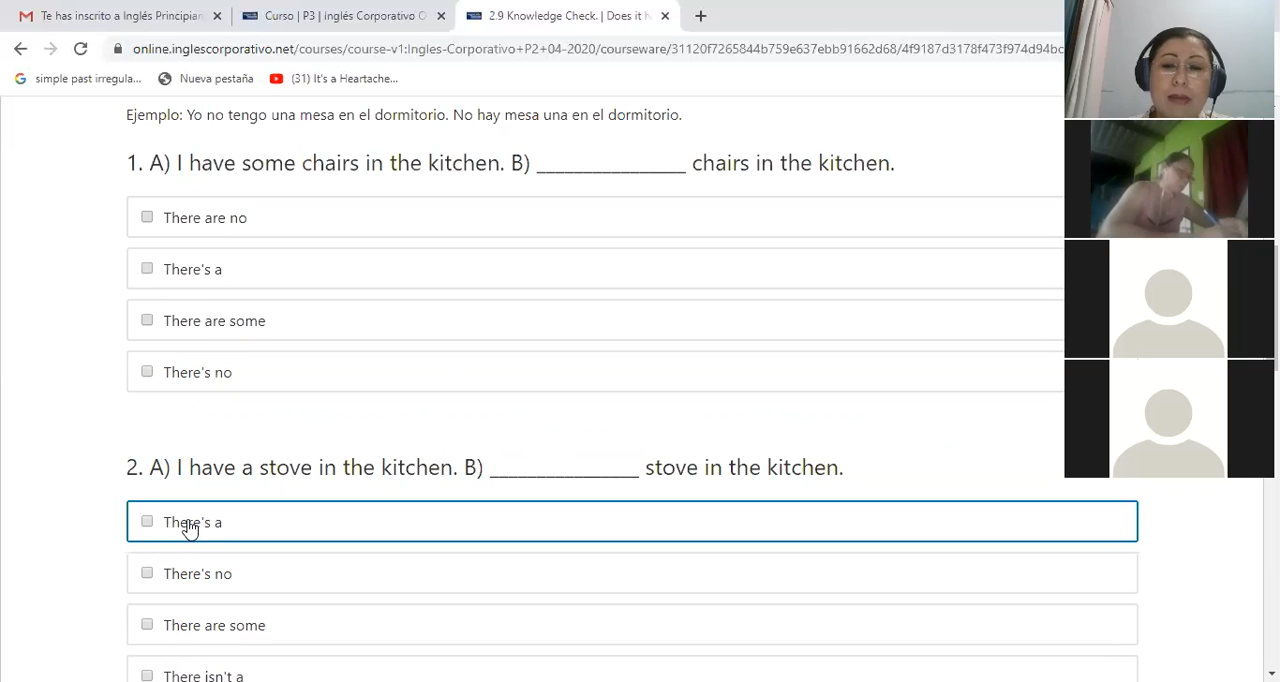 Te has inscrito a Inglés Principian
Curso | P3 | inglés Corporativo O
2.9 Knowledge Check. | Does it h
online.inglescorporativo.net/courses/course-v1:Ingles-Corporativo+P2+04-2020/courseware/31120f7265844b759e637ebb91662d68/4f9187d3178f473f974d94bc
simple past irregula...
Nueva pestaña
(31) It's a Heartache...
Ejemplo: Yo no tengo una mesa en el dormitorio. No hay mesa una en el dormitorio.
1. A) I have some chairs in the kitchen. B) ________________ chairs in the kitchen.
There are no
There's a
There are some
There's no
2. A) I have a stove in the kitchen. B) ________________ stove in the kitchen.
There's a
There's no
There are some
There isn't a